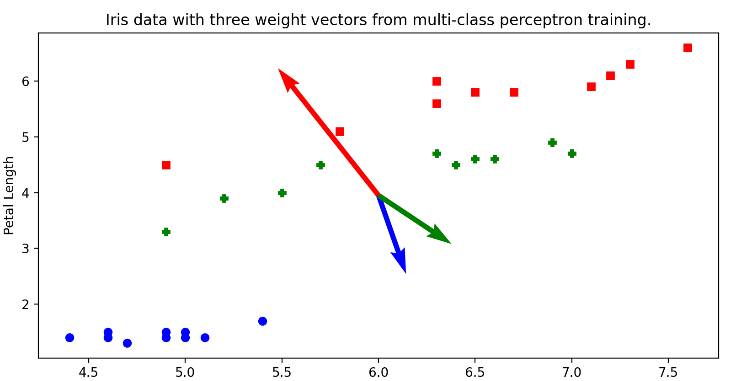 Iris data with three weight vectors from multi-class perceptron training.
Petal Length
6
5
4
3
2
4.5 5.0 5.5 6.0 6.5 7.0 7.5